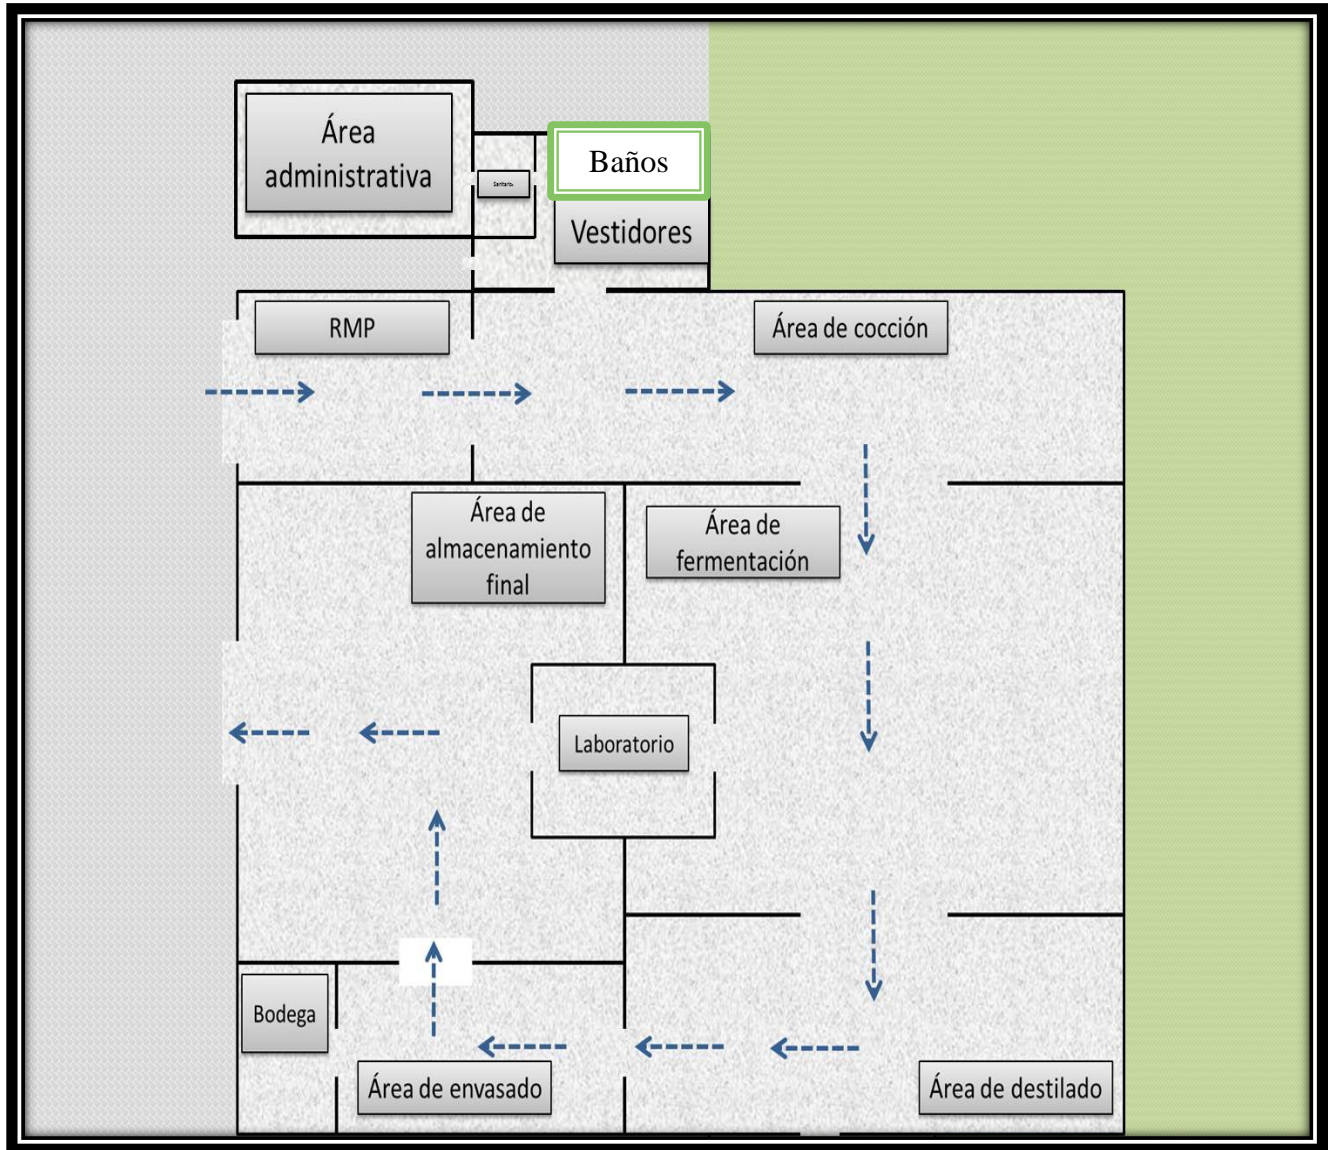 Área
administrativa
Sanitario
Baños
Vestidores
RMP
Área de cocción
Área de
almacenamiento
final
Área de
fermentación
Laboratorio
Bodega
Área de envasado
Área de destilado